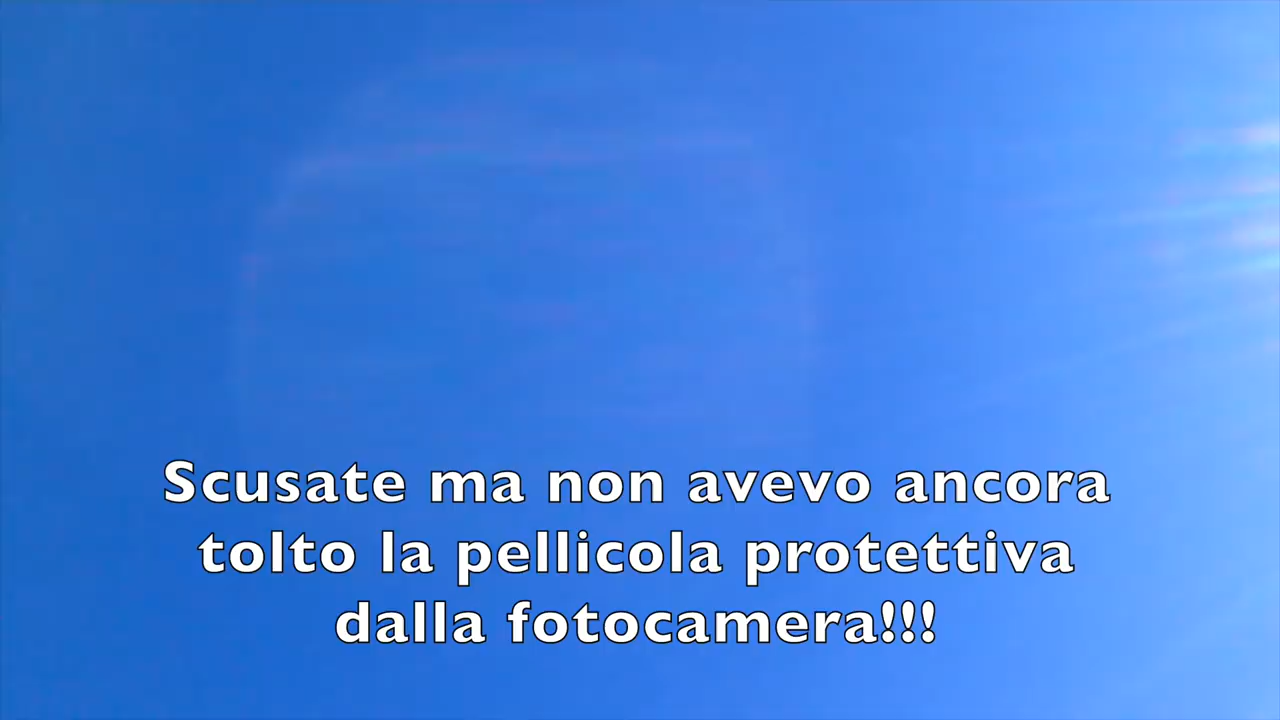 Scusate ma non avevo ancora
tolto la pellicola protettiva
dalla fotocamera!!!